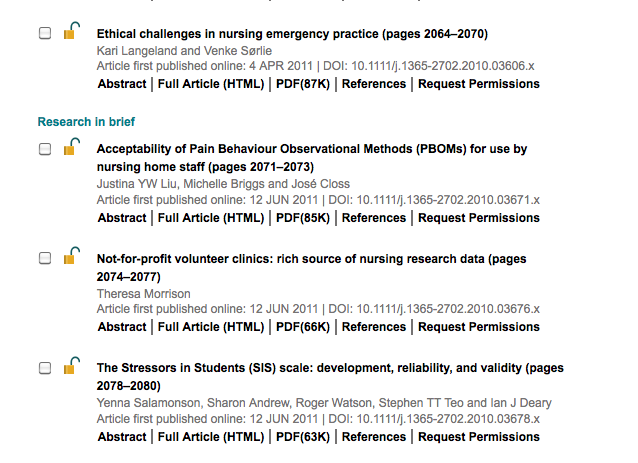 Ethical challenges in nursing emergency practice (pages 2064–2070)
Kari Langeland and Venke Sørlie
Article first published online: 4 APR 2011 | DOI: 10.1111/j.1365-2702.2010.03606.x
Abstract | Full Article (HTML) | PDF(87K) | References | Request Permissions
Research in brief
Acceptability of Pain Behaviour Observational Methods (PBOMs) for use by
nursing home staff (pages 2071–2073)
Justina YW Liu, Michelle Briggs and José Closs
Article first published online: 12 JUN 2011 | DOI: 10.1111/j.1365-2702.2010.03671.x
Abstract | Full Article (HTML) | PDF(85K) | References | Request Permissions
Not-for-profit volunteer clinics: rich source of nursing research data (pages
2074–2077)
Theresa Morrison
Article first published online: 12 JUN 2011 | DOI: 10.1111/j.1365-2702.2010.03676.x
Abstract | Full Article (HTML) | PDF(66K) | References | Request Permissions
The Stressors in Students (SIS) scale: development, reliability, and validity (pages
2078–2080)
Yenna Salamonson, Sharon Andrew, Roger Watson, Stephen TT Teo and Ian J Deary
Article first published online: 12 JUN 2011 | DOI: 10.1111/j.1365-2702.2010.03678.x
Abstract | Full Article (HTML) | PDF(63K) | References | Request Permissions